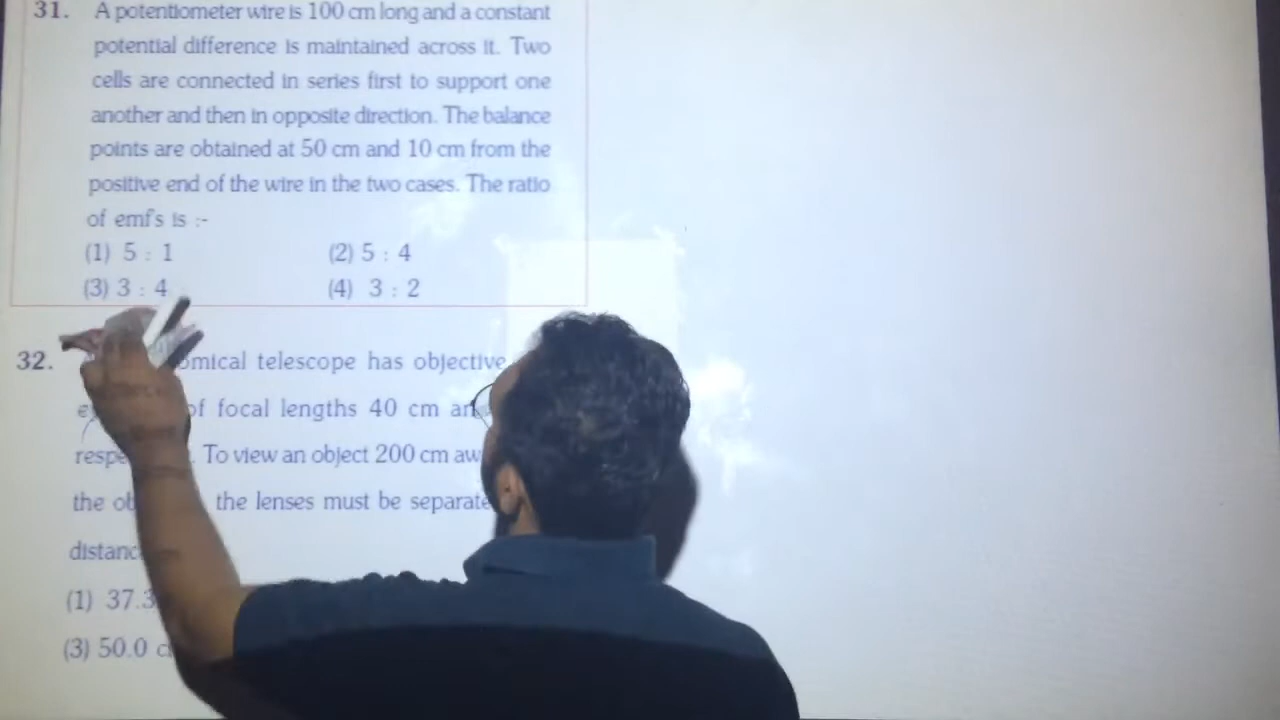 31. A potentiometer wire is 100 cm long and a constant
potential difference is maintained across it. Two
cells are connected in series first to support one
another and then in opposite direction. The balance
points are obtained at 50 cm and 10 cm from the
positive end of the wire in the two cases. The ratio
of emf's is :-
(1) 5 : 1 (2) 5 : 4
(3) 3 : 4 (4) 3 : 2
32. omical telescope has objective
of focal lengths 40 cm an
respe To view an object 200 cm aw
the ob the lenses must be separate
distanc
(1) 37.3
(3) 50.0 c